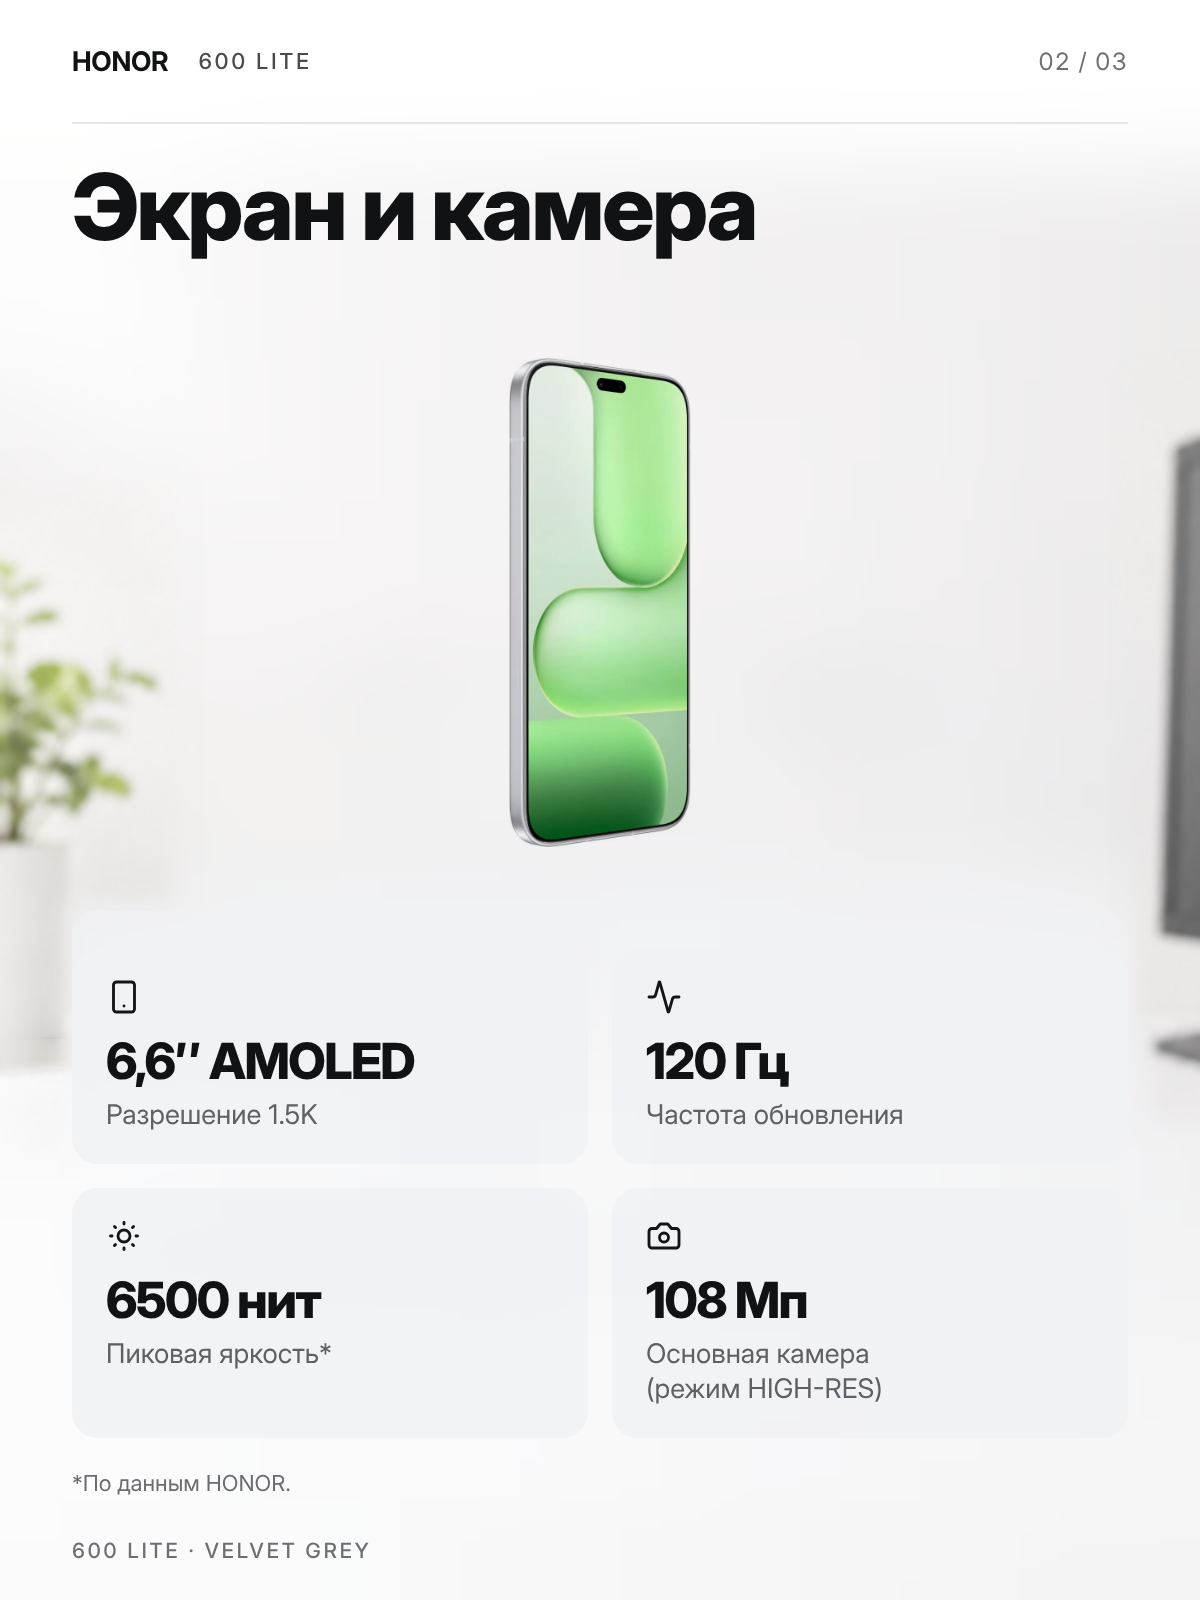 HONOR 600 LITE 02 / 03
Экран и камера
6,6″ AMOLED
Разрешение 1.5K
120 Гц
Частота обновления
6500 нит
Пиковая яркость*
108 Мп
Основная камера
(режим HIGH-RES)
*По данным HONOR.
600 LITE · VELVET GREY